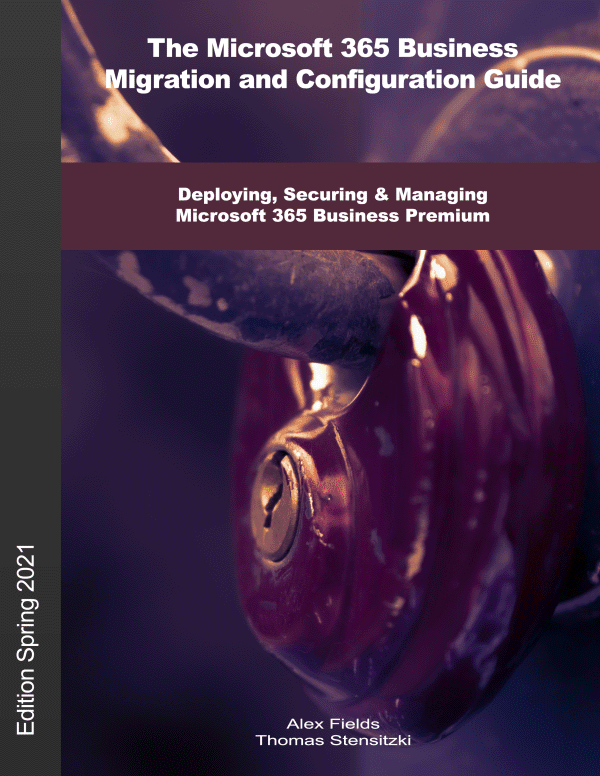 The Microsoft 365 Business
Migration and Configuration Guide
Deploying, Securing & Managing
Microsoft 365 Business Premium
Edition Spring 2021
Alex Fields
Thomas Stensitzki